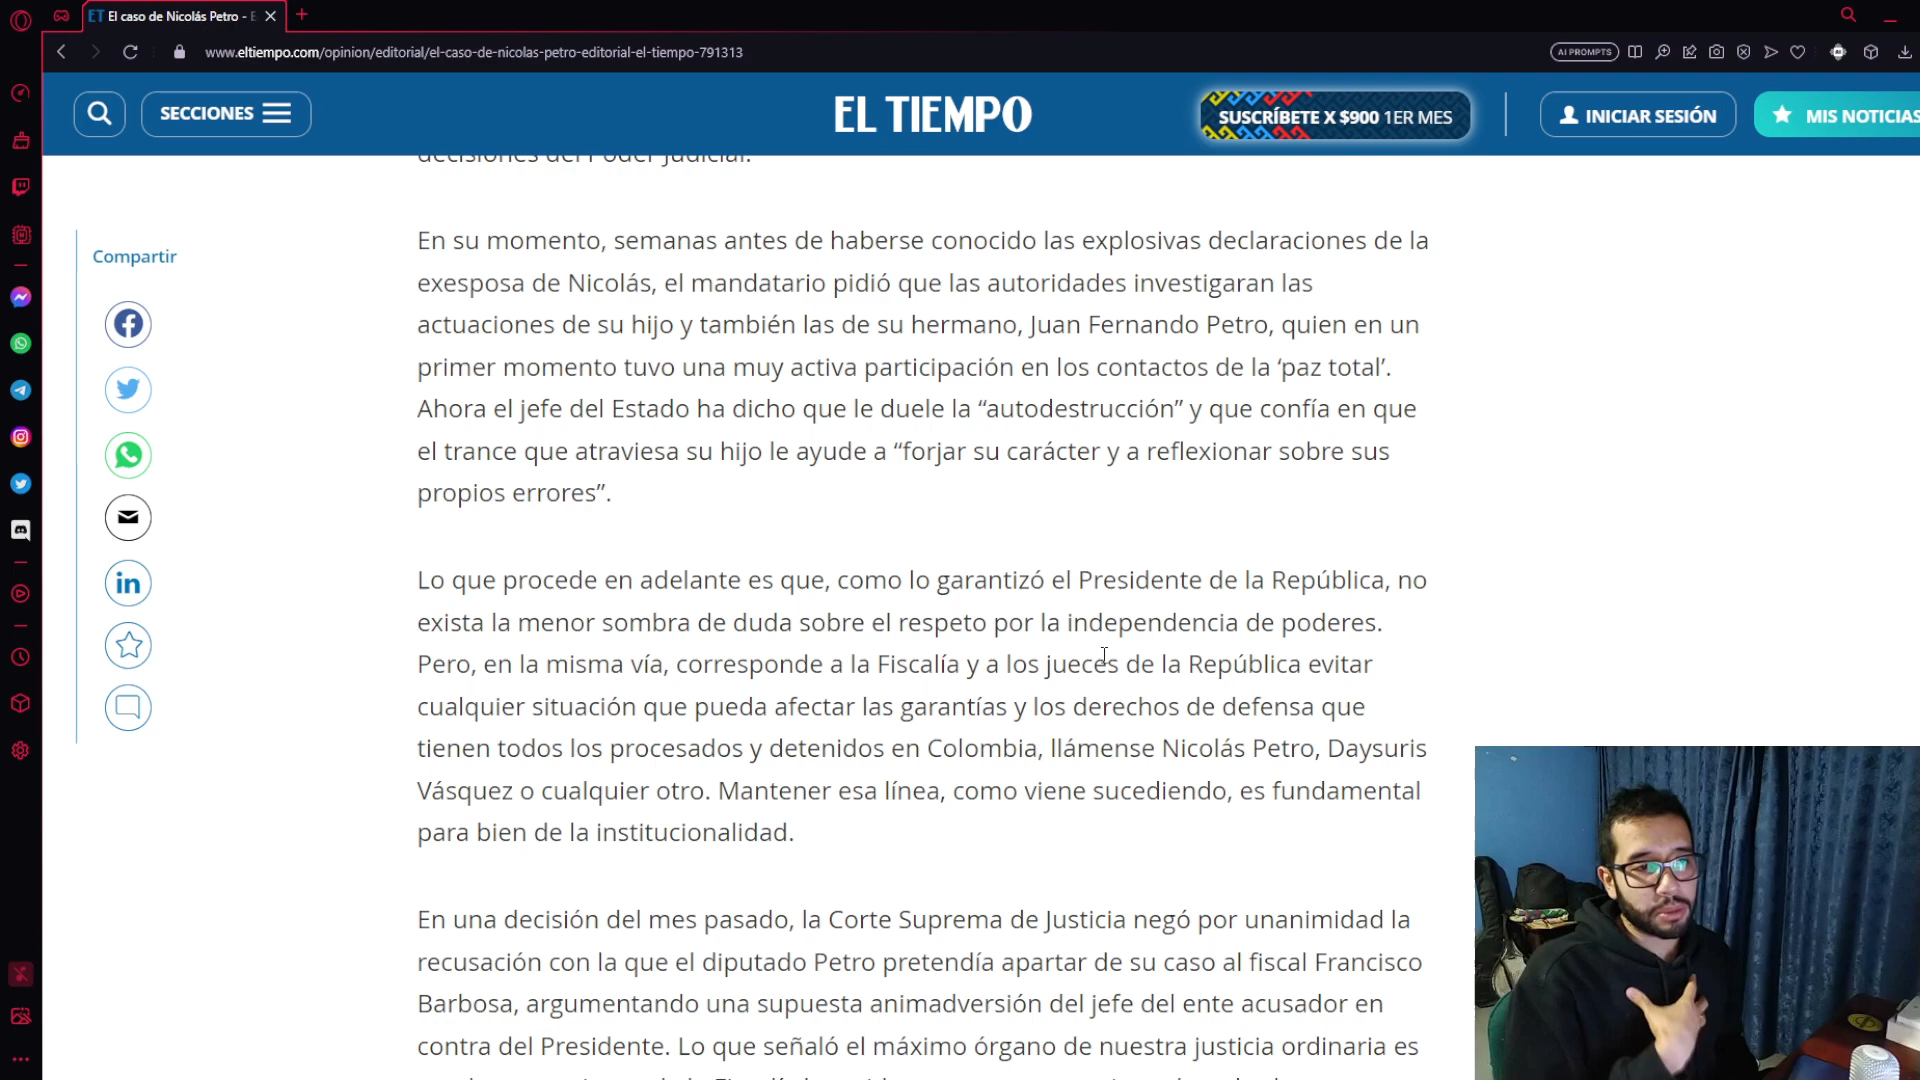 ET El caso de Nicolás Petro - E
www.eltiempo.com/opinion/editorial/el-caso-de-nicolas-petro-editorial-el-tiempo-791313
AI PROMPTS
SECCIONES
EL TIEMPO
SUSCRÍBETE X $900 1ER MES
INICIAR SESIÓN
MIS NOTICIAS
decisiones del Poder Judicial.
Compartir
En su momento, semanas antes de haberse conocido las explosivas declaraciones de la
exesposa de Nicolás, el mandatario pidió que las autoridades investigaran las
actuaciones de su hijo y también las de su hermano, Juan Fernando Petro, quien en un
primer momento tuvo una muy activa participación en los contactos de la ‘paz total’.
Ahora el jefe del Estado ha dicho que le duele la “autodestrucción” y que confía en que
el trance que atraviesa su hijo le ayude a “forjar su carácter y a reflexionar sobre sus
propios errores”.
Lo que procede en adelante es que, como lo garantizó el Presidente de la República, no
exista la menor sombra de duda sobre el respeto por la independencia de poderes.
Pero, en la misma vía, corresponde a la Fiscalía y a los jueces de la República evitar
cualquier situación que pueda afectar las garantías y los derechos de defensa que
tienen todos los procesados y detenidos en Colombia, llámense Nicolás Petro, Daysuris
Vásquez o cualquier otro. Mantener esa línea, como viene sucediendo, es fundamental
para bien de la institucionalidad.
En una decisión del mes pasado, la Corte Suprema de Justicia negó por unanimidad la
recusación con la que el diputado Petro pretendía apartar de su caso al fiscal Francisco
Barbosa, argumentando una supuesta animadversión del jefe del ente acusador en
contra del Presidente. Lo que señaló el máximo órgano de nuestra justicia ordinaria es